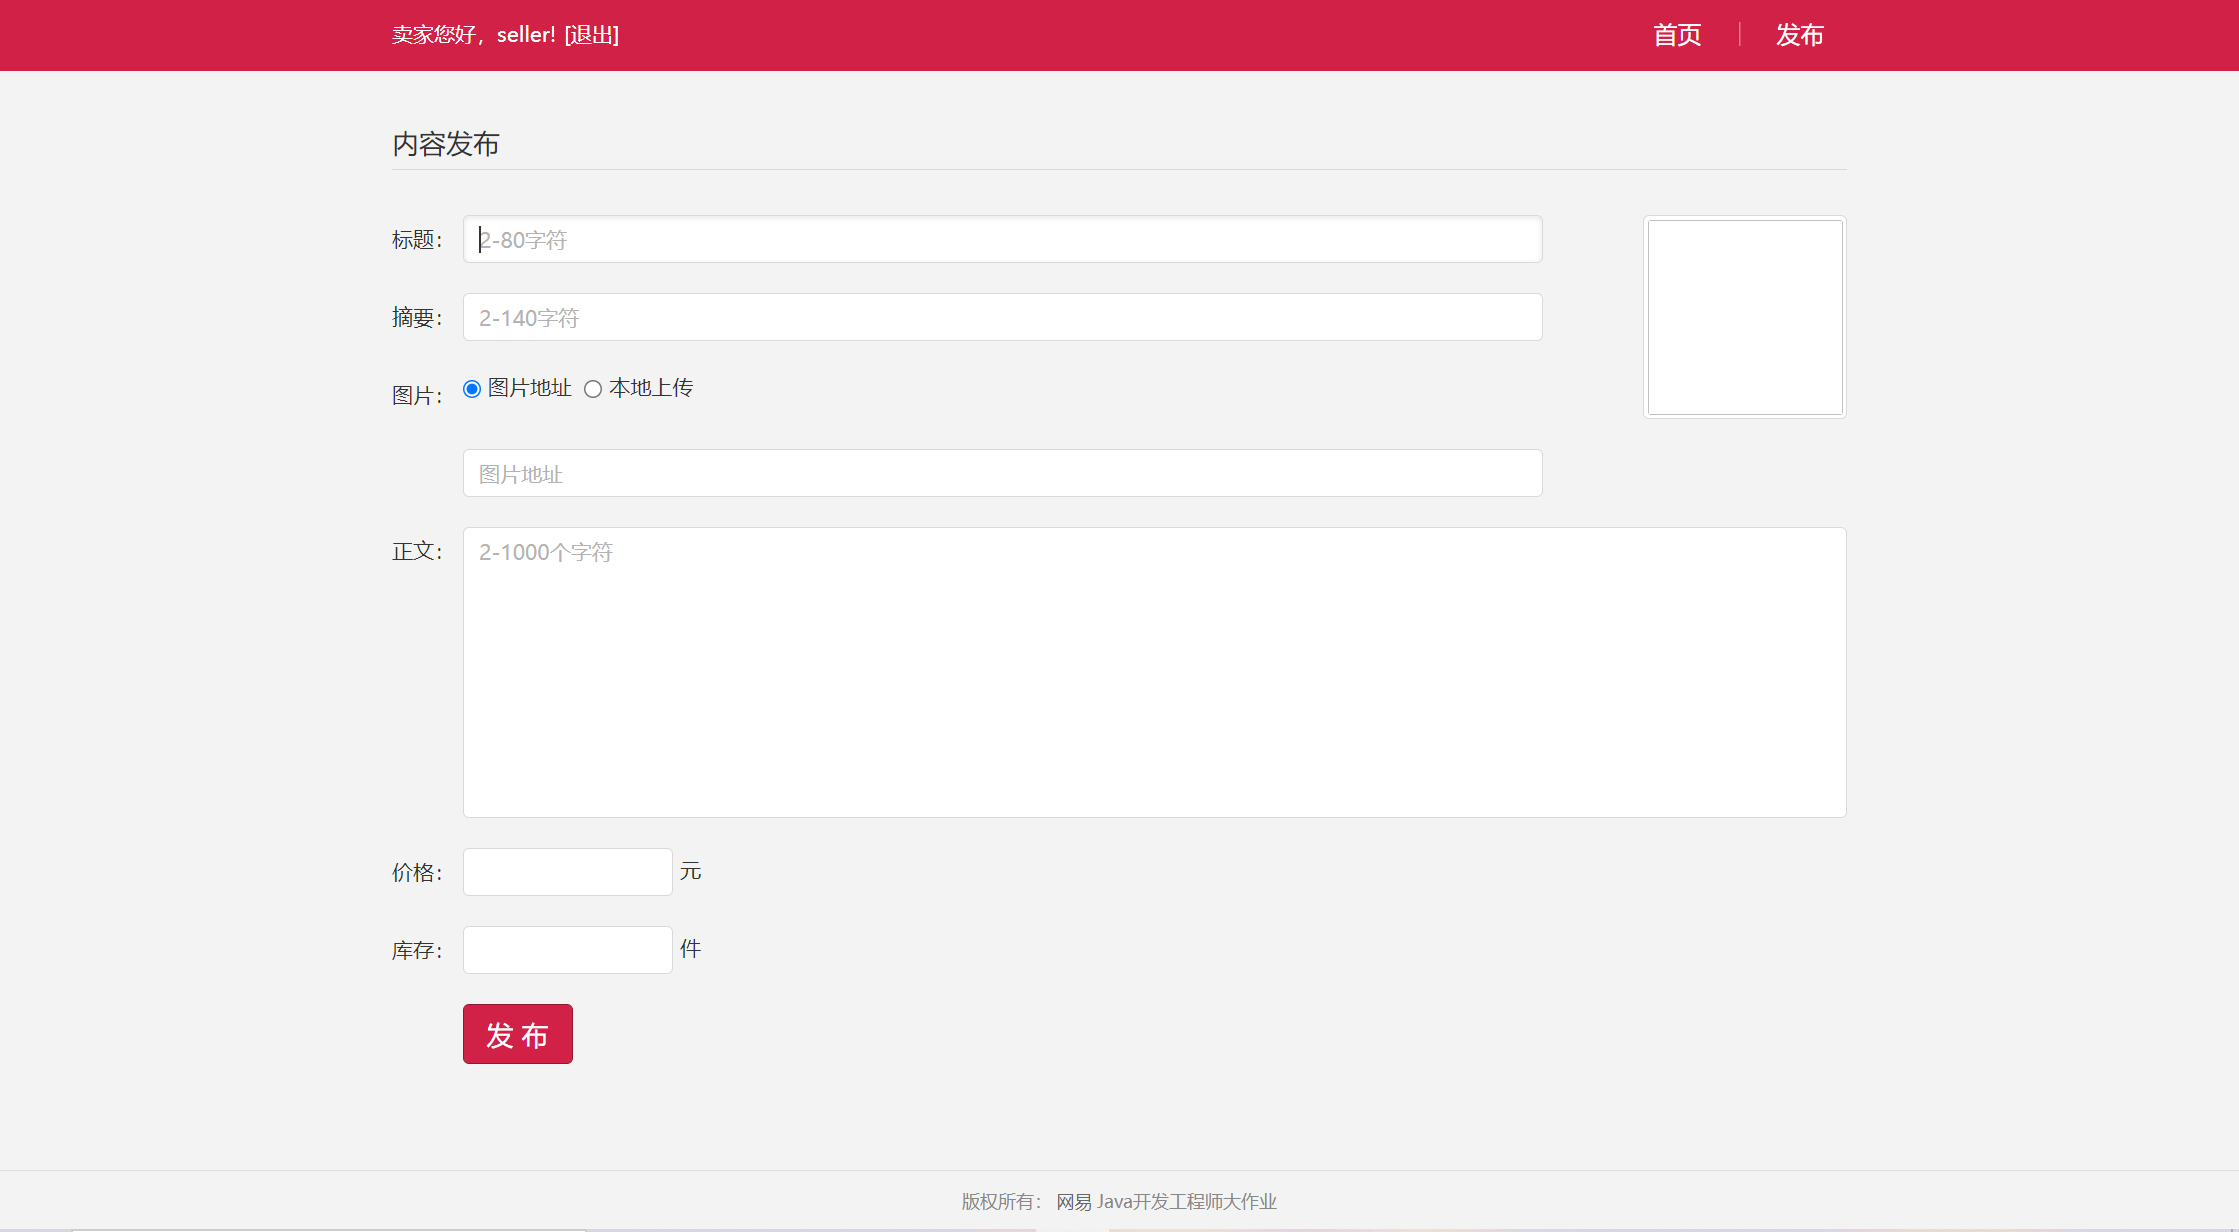 卖家您好，seller! [退出]
首页
发布
内容发布
标题：
2-80字符
摘要：
2-140字符
图片：
图片地址
本地上传
图片地址
正文：
2-1000个字符
价格：
元
库存：
件
发 布
版权所有： 网易 Java开发工程师大作业